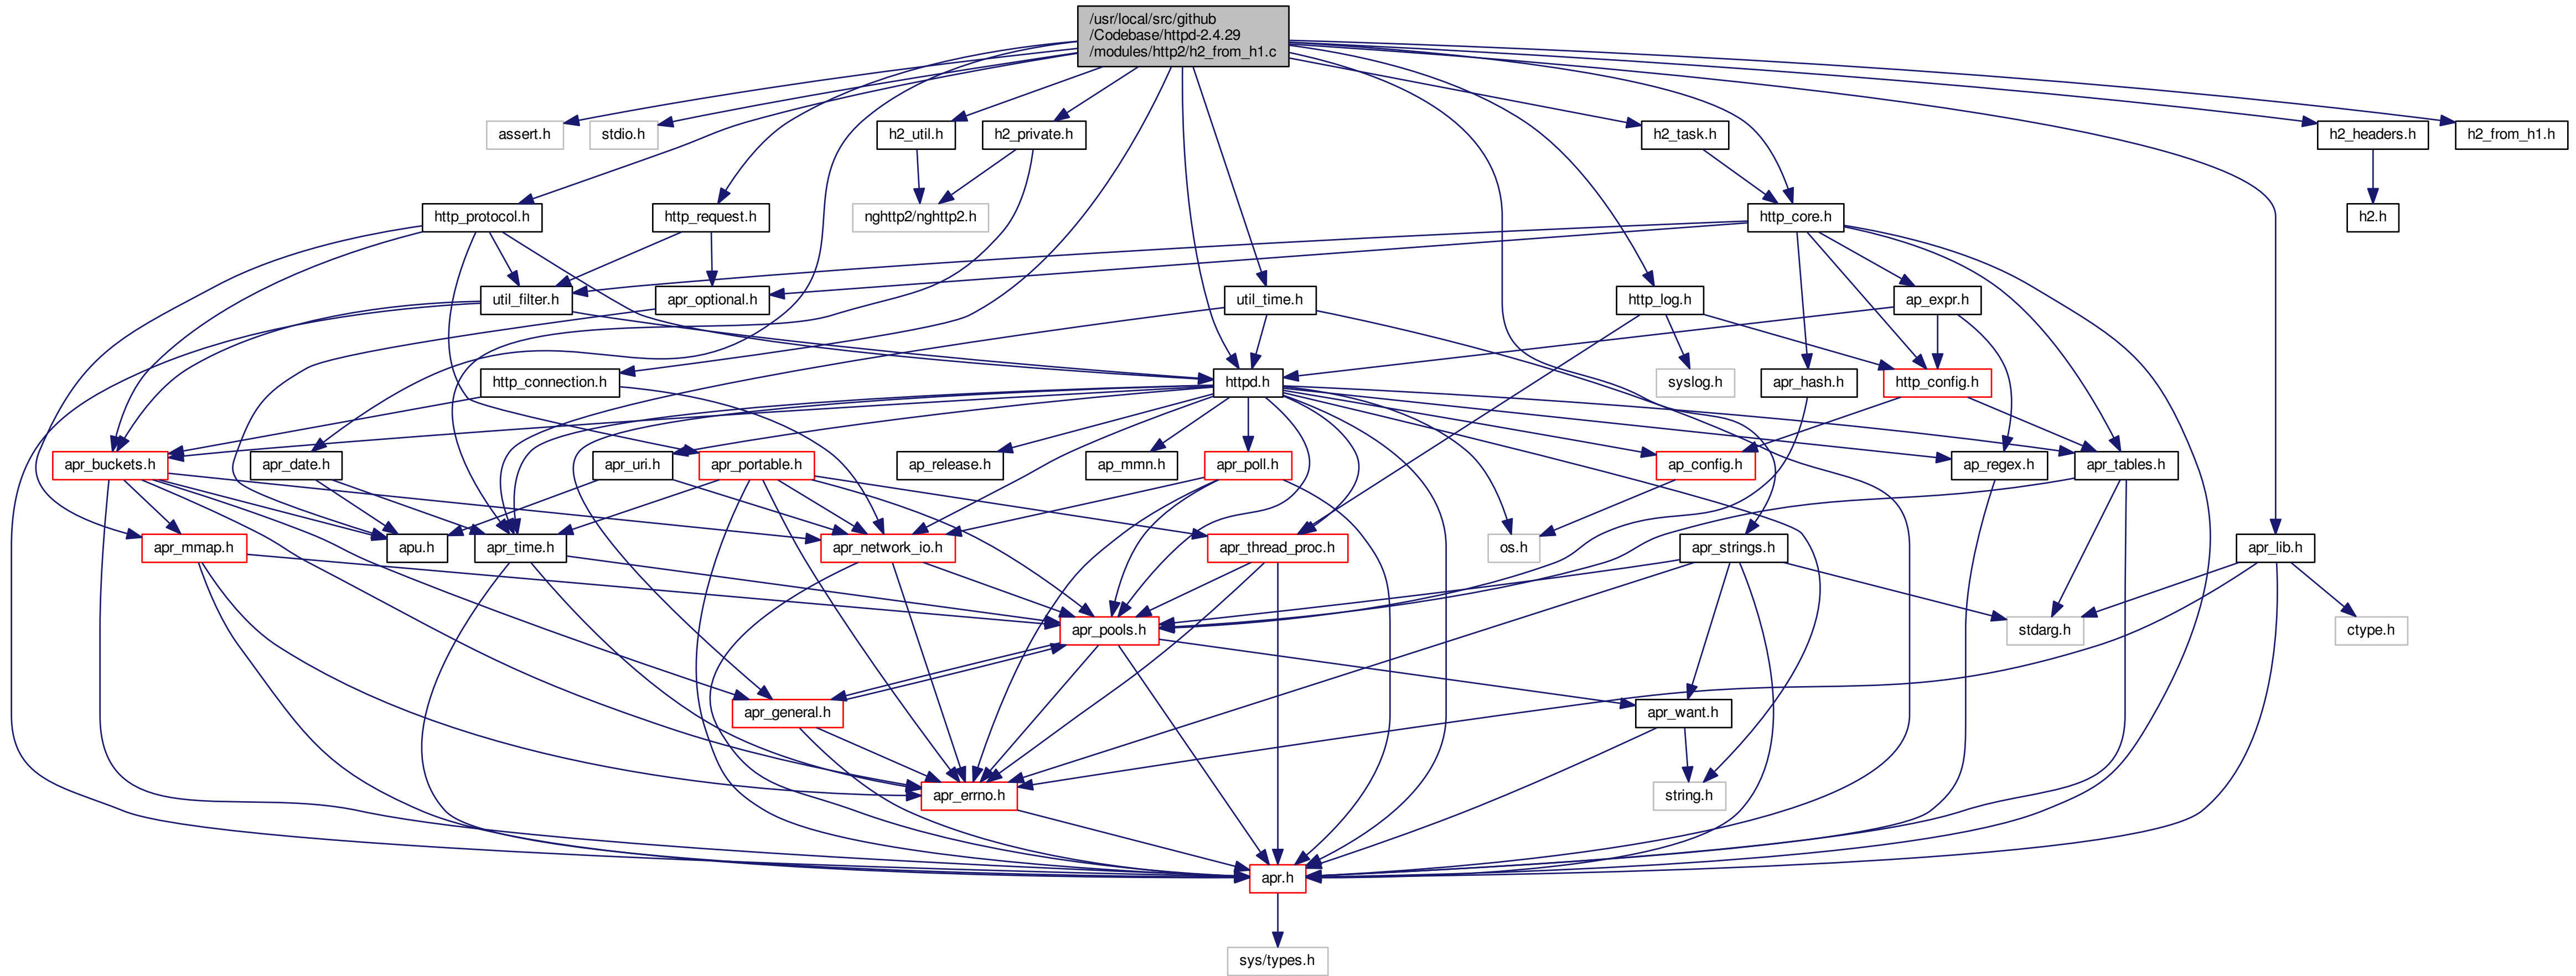 /usr/local/src/github
/Codebase/httpd-2.4.29
/modules/http2/h2_from_h1.c
assert.h
stdio.h
h2_util.h
h2_private.h
h2_task.h
h2_headers.h
h2_from_h1.h
http_protocol.h
http_request.h
nghttp2/nghttp2.h
http_core.h
h2.h
util_filter.h
apr_optional.h
util_time.h
http_log.h
ap_expr.h
http_connection.h
httpd.h
syslog.h
apr_hash.h
http_config.h
apr_buckets.h
apr_date.h
apr_uri.h
apr_portable.h
ap_release.h
ap_mmn.h
apr_poll.h
ap_config.h
ap_regex.h
apr_tables.h
apr_mmap.h
apu.h
apr_time.h
apr_network_io.h
apr_thread_proc.h
os.h
apr_strings.h
apr_lib.h
apr_pools.h
stdarg.h
ctype.h
apr_general.h
apr_want.h
apr_errno.h
string.h
apr.h
sys/types.h